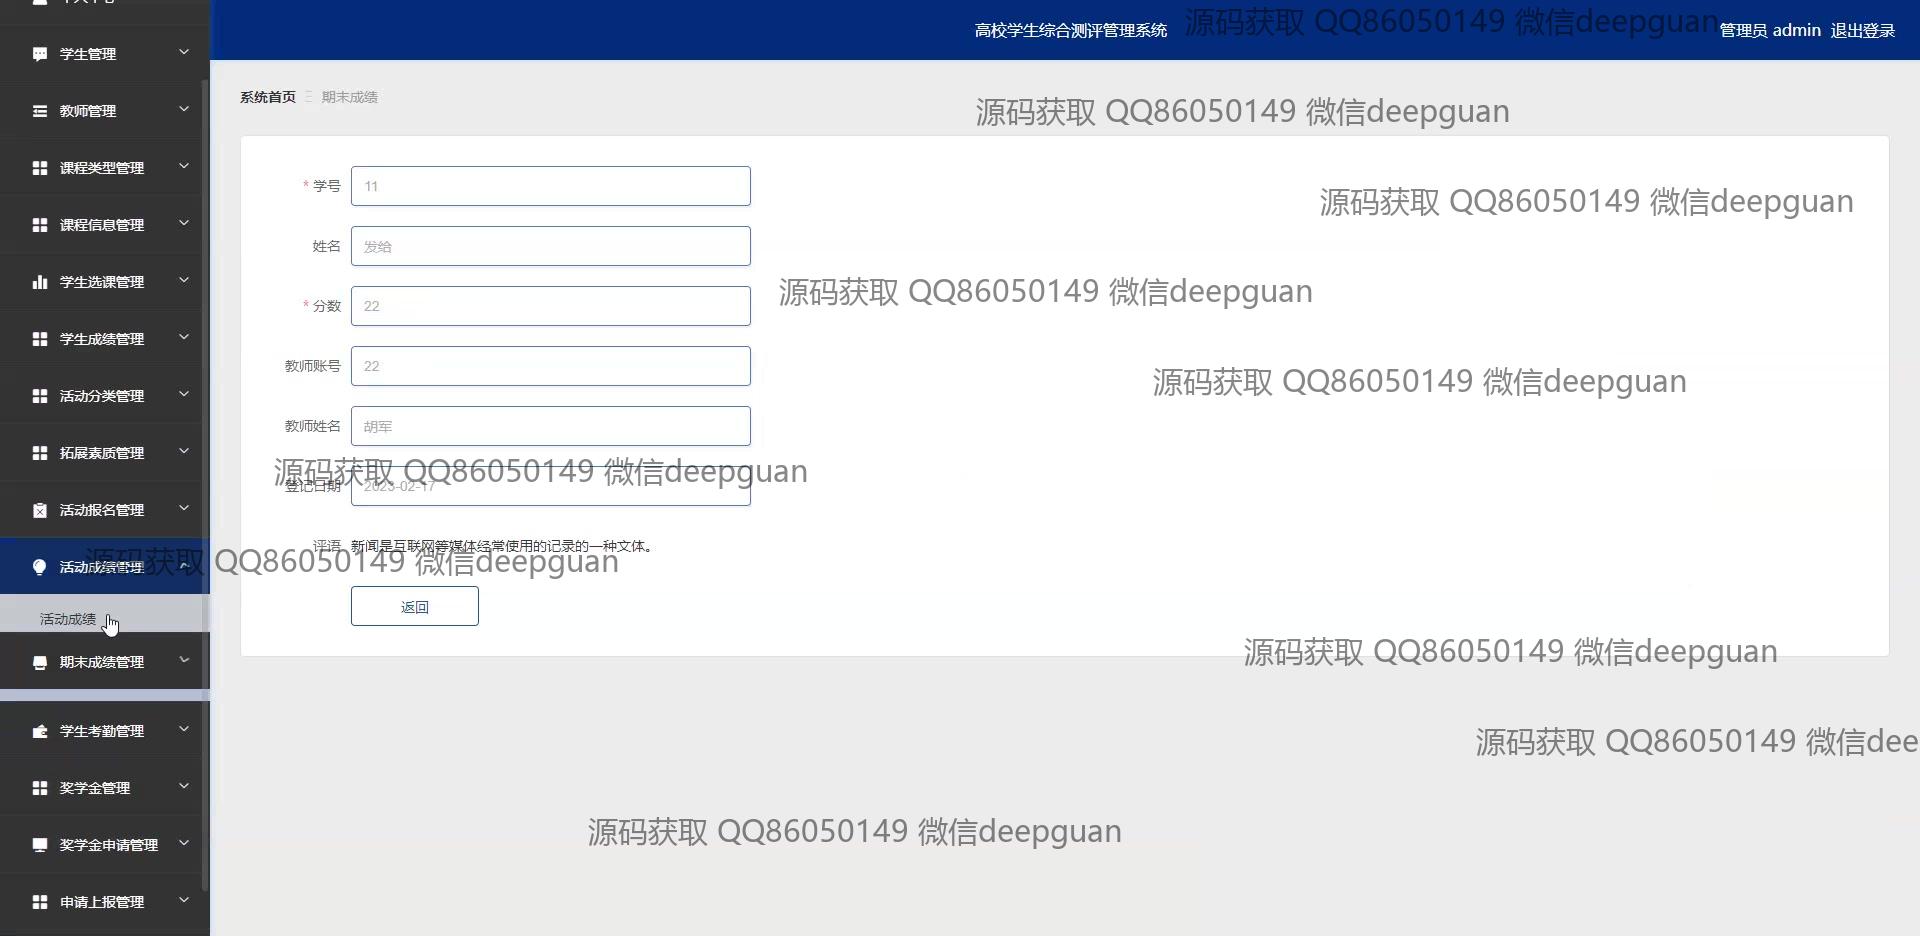 高校学生综合测评管理系统
源码获取 QQ86050149 微信deepguan
管理员 admin 退出登录
学生管理
教师管理
课程类型管理
课程信息管理
学生选课管理
学生成绩管理
活动分类管理
拓展素质管理
活动报名管理
活动成绩管理
活动成绩
期末成绩管理
学生考勤管理
奖学金管理
奖学金申请管理
申请上报管理
系统首页 期末成绩
源码获取 QQ86050149 微信deepguan
* 学号 11
源码获取 QQ86050149 微信deepguan
姓名 发给
源码获取 QQ86050149 微信deepguan
* 分数 22
教师账号 22
源码获取 QQ86050149 微信deepguan
教师姓名 胡军
源码获取 QQ86050149 微信deepguan
登记日期 2023-02-17
评语 新闻是互联网等媒体经常使用的记录的一种文体。
源码获取 QQ86050149 微信deepguan
返回
源码获取 QQ86050149 微信deepguan
源码获取 QQ86050149 微信dee
源码获取 QQ86050149 微信deepguan